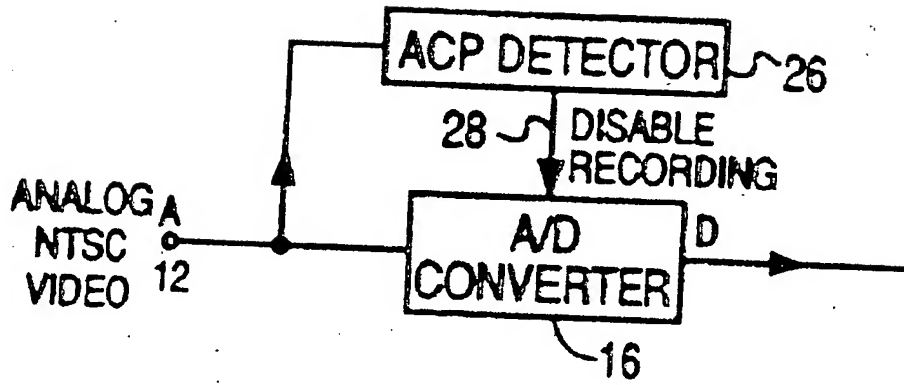 ACP DETECTOR
26
28
DISABLE
RECORDING
ANALOG
NTSC
VIDEO
A
12
A/D
CONVERTER
D
16